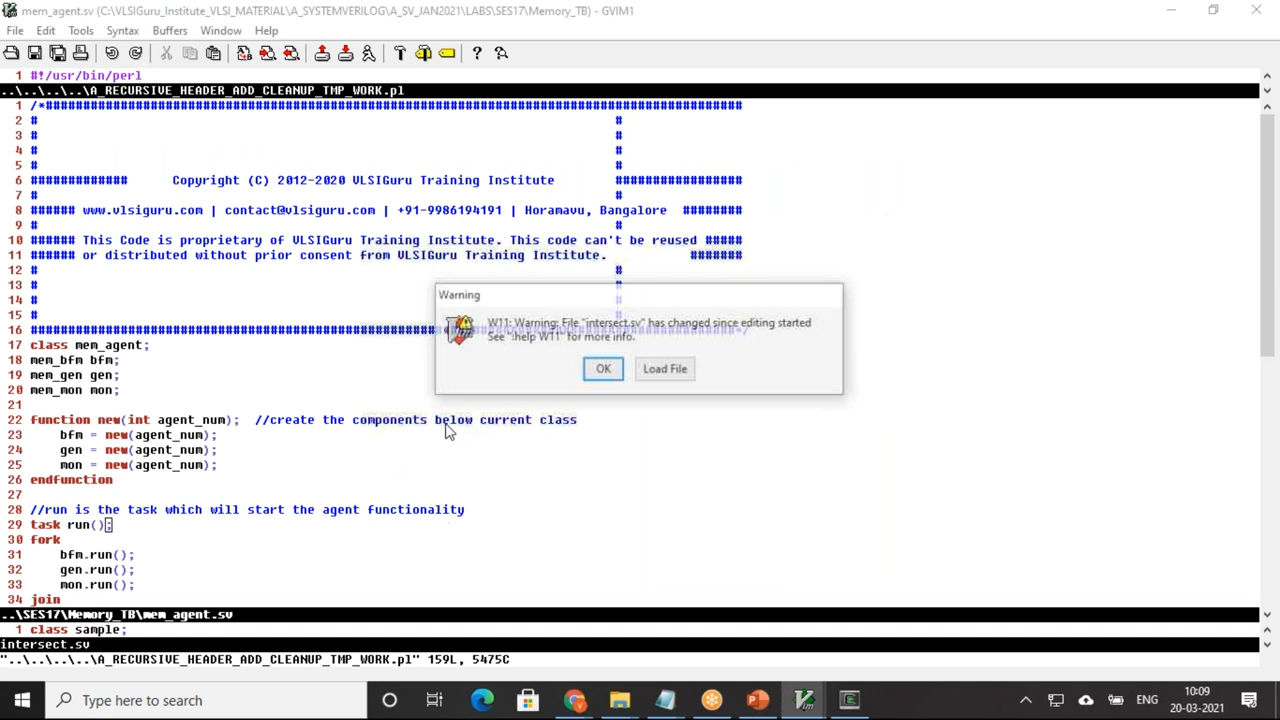 mem_agent.sv (C:\VLSIGuru_Institute_VLSI_MATERIAL\A_SYSTEMVERILOG\A_SV_JAN2021\LABS\SES17\Memory_TB) - GVIM1
File Edit Tools Syntax Buffers Window Help
1 #!/usr/bin/perl
..\..\..\..\A_RECURSIVE_HEADER_ADD_CLEANUP_TMP_WORK.pl
1 /*###############################################################################################
2 # #
3 # #
4 # #
5 # #
6 ############# Copyright (C) 2012-2020 VLSIGuru Training Institute #################
7 # #
8 ###### www.vlsiguru.com | contact@vlsiguru.com | +91-9986194191 | Horamavu, Bangalore ########
9 # #
10 ###### This Code is proprietary of VLSIGuru Training Institute. This code can't be reused #####
11 ###### or distributed without prior consent from VLSIGuru Training Institute. #######
12 # #
13 # #
14 # #
15 # #
16 ###############################################################################################*/
Warning
W11: Warning: File "intersect.sv" has changed since editing started
See ":help W11" for more info.
OK Load File
17 class mem_agent;
18 mem_bfm bfm;
19 mem_gen gen;
20 mem_mon mon;
21
22 function new(int agent_num); //create the components below current class
23 bfm = new(agent_num);
24 gen = new(agent_num);
25 mon = new(agent_num);
26 endfunction
27
28 //run is the task which will start the agent functionality
29 task run();
30 fork
31 bfm.run();
32 gen.run();
33 mon.run();
34 join
..\SES17\Memory_TB\mem_agent.sv
1 class sample;
intersect.sv
"..\..\..\..\A_RECURSIVE_HEADER_ADD_CLEANUP_TMP_WORK.pl" 159L, 5475C
Type here to search
ENG
10:09
20-03-2021